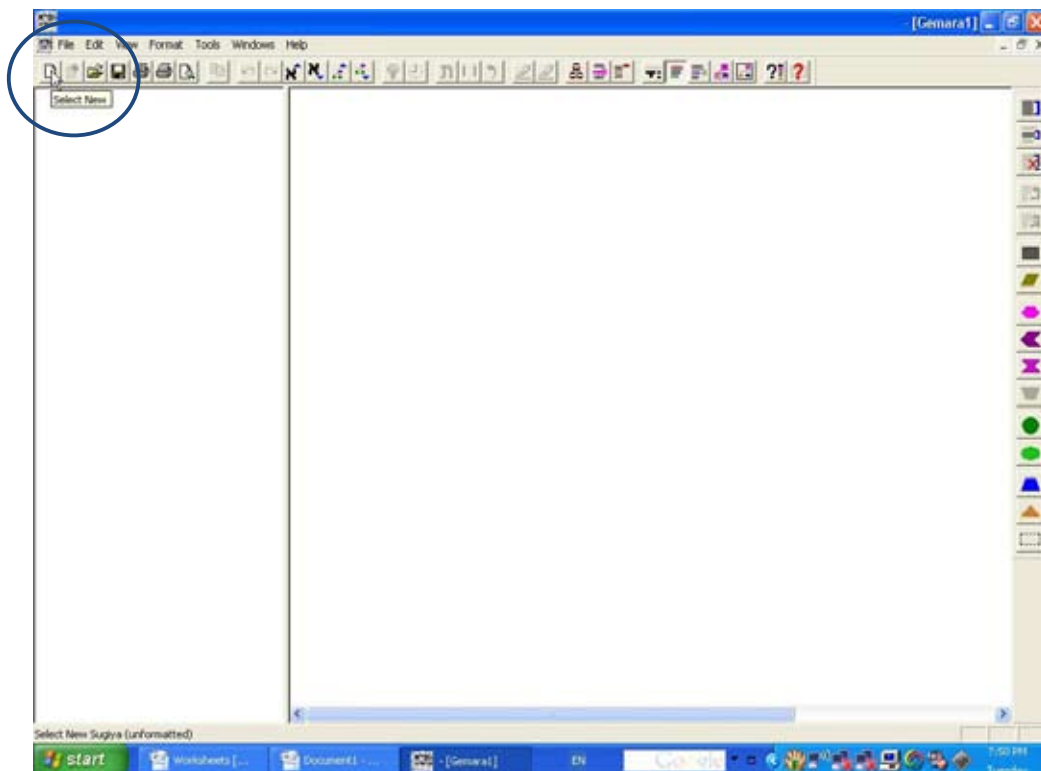 - [Gemara1]
File Edit View Format Tools Windows Help
?! ?
Select New
Select New Sugiya (unformatted)
start Worksheets [... Document1 - ... - [Gemara1] EN Google 7:50 PM